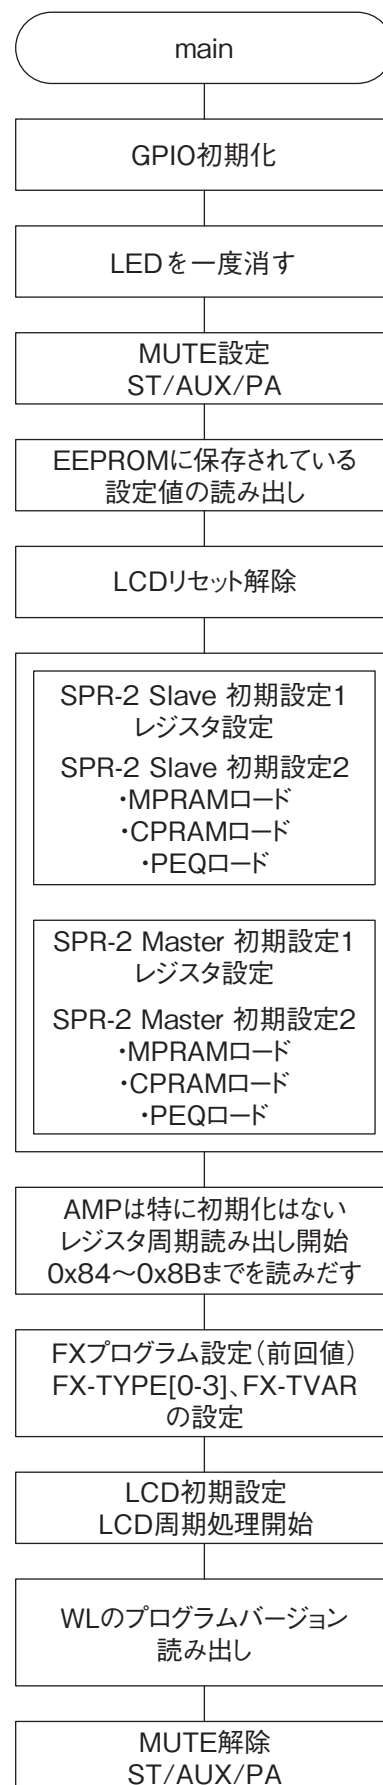 main
GPIO初期化
LEDを一度消す
MUTE設定
ST/AUX/PA
EEPROMに保存されている
設定値の読み出し
LCDリセット解除
SPR-2 Slave 初期設定1
レジスタ設定
SPR-2 Slave 初期設定2
・MPRAMロード
・CPRAMロード
・PEQロード
SPR-2 Master 初期設定1
レジスタ設定
SPR-2 Master 初期設定2
・MPRAMロード
・CPRAMロード
・PEQロード
AMPは特に初期化はない
レジスタ周期読み出し開始
0x84〜0x8Bまでを読みだす
FXプログラム設定（前回値）
FX-TYPE[0-3]、FX-TVAR
の設定
LCD初期設定
LCD周期処理開始
WLのプログラムバージョン
読み出し
MUTE解除
ST/AUX/PA